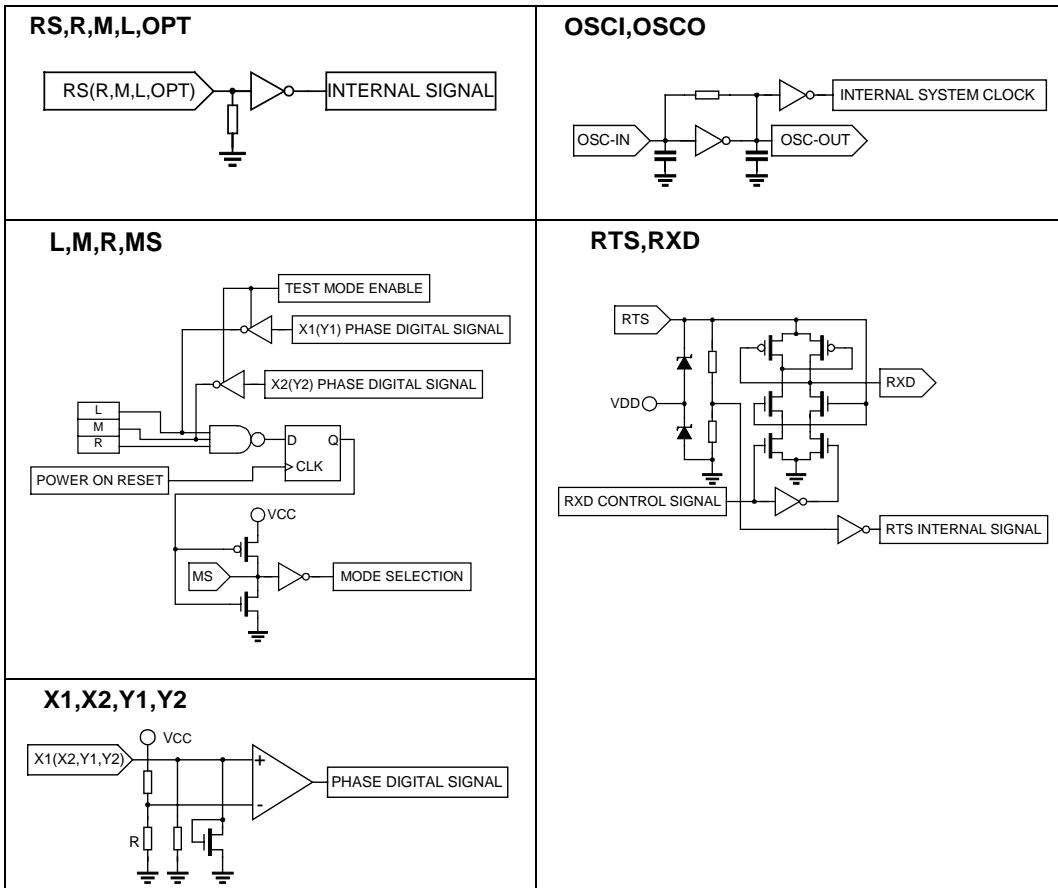 RS,R,M,L,OPT
RS(R,M,L,OPT)
INTERNAL SIGNAL
OSCI,OSCO
INTERNAL SYSTEM CLOCK
OSC-IN
OSC-OUT
L,M,R,MS
TEST MODE ENABLE
X1(Y1) PHASE DIGITAL SIGNAL
X2(Y2) PHASE DIGITAL SIGNAL
L
M
R
D
Q
CLK
POWER ON RESET
VCC
MS
MODE SELECTION
RTS,RXD
RTS
RXD
VDD
RXD CONTROL SIGNAL
RTS INTERNAL SIGNAL
X1,X2,Y1,Y2
VCC
X1(X2,Y1,Y2)
+
-
PHASE DIGITAL SIGNAL
R